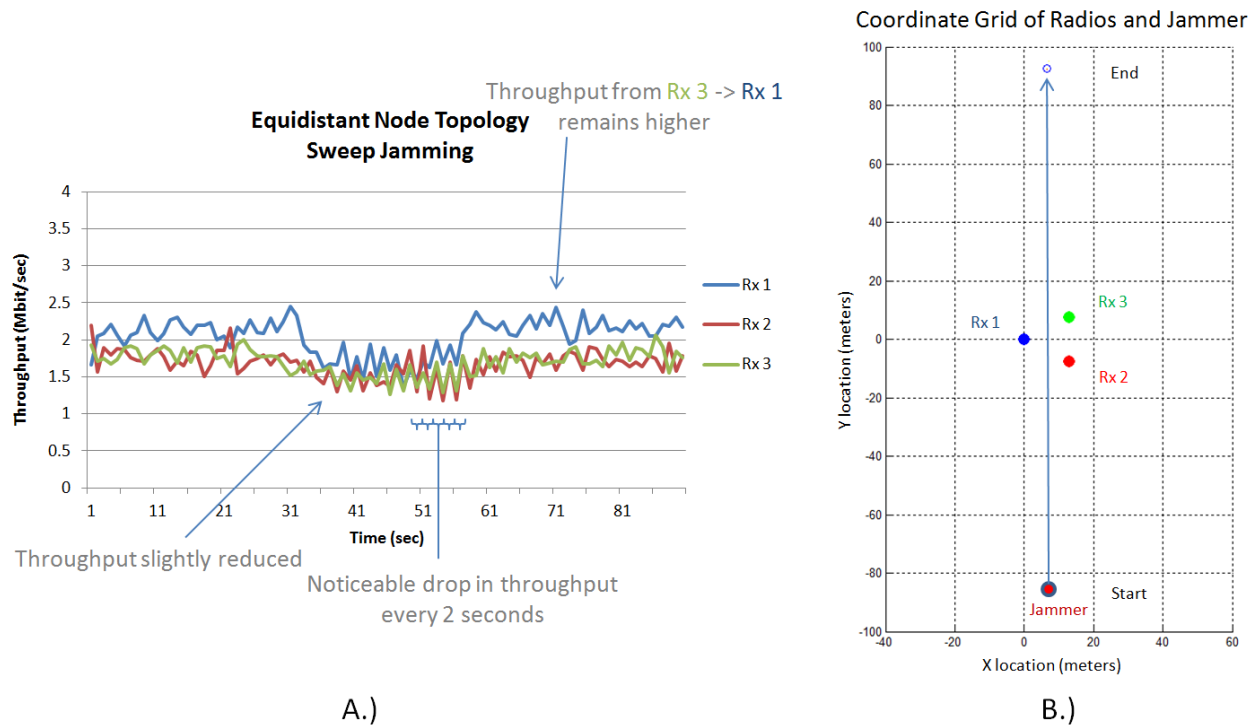 Throughput from Rx 3 -> Rx 1
remains higher
Equidistant Node Topology
Sweep Jamming
Throughput (Mbit/sec)
4
3.5
3
2.5
2
1.5
1
0.5
0
1 11 21 31 41 51 61 71 81
Time (sec)
Rx 1
Rx 2
Rx 3
Throughput slightly reduced
Noticeable drop in throughput
every 2 seconds
A.)
Coordinate Grid of Radios and Jammer
Y location (meters)
100
80
60
40
20
0
-20
-40
-60
-80
-100
End
Rx 3
Rx 1
Rx 2
Start
Jammer
-40 -20 0 20 40 60
X location (meters)
B.)